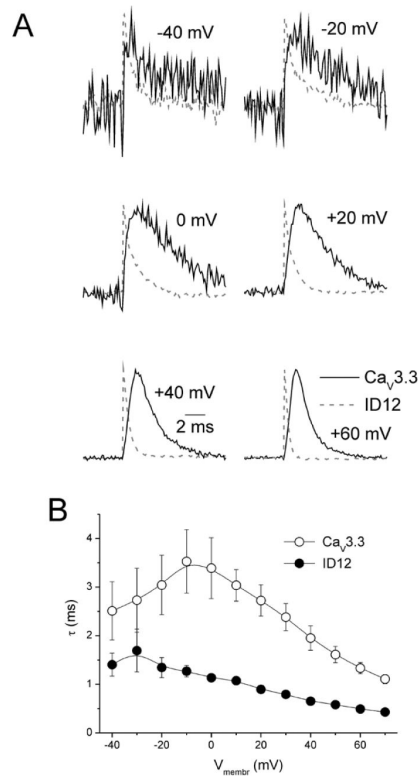 A
-40 mV
-20 mV
0 mV
+20 mV
+40 mV
2 ms
Caᵥ3.3
ID12
+60 mV
B
Caᵥ3.3
ID12
τ (ms)
4
3
2
1
0
-40 -20 0 20 40 60
Vmembr (mV)